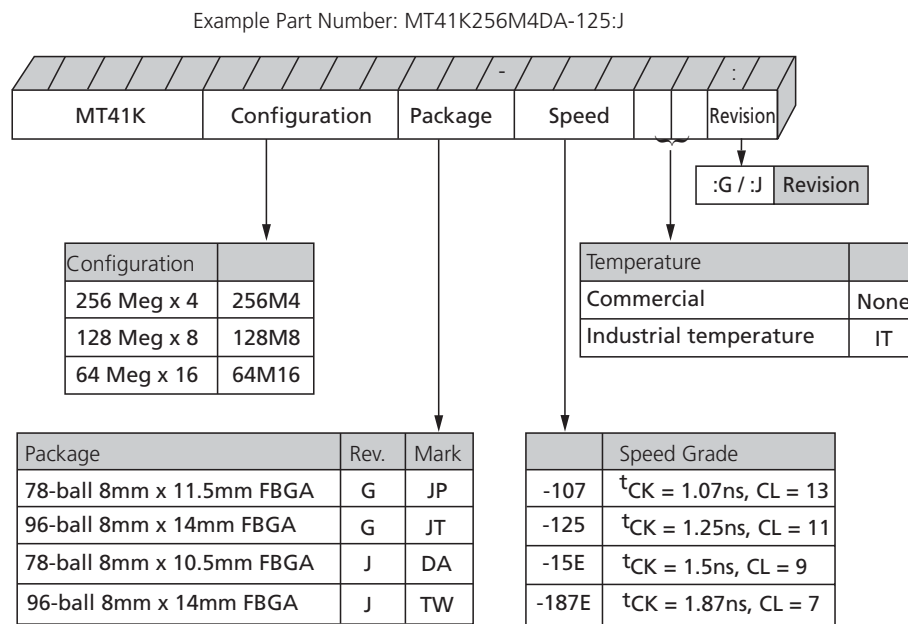 Example Part Number: MT41K256M4DA-125:J
- :
MT41K Configuration Package Speed Revision
:G / :J Revision
Configuration
256 Meg x 4 256M4
128 Meg x 8 128M8
64 Meg x 16 64M16
Temperature
Commercial None
Industrial temperature IT
Package Rev. Mark
78-ball 8mm x 11.5mm FBGA G JP
96-ball 8mm x 14mm FBGA G JT
78-ball 8mm x 10.5mm FBGA J DA
96-ball 8mm x 14mm FBGA J TW
Speed Grade
-107 tCK = 1.07ns, CL = 13
-125 tCK = 1.25ns, CL = 11
-15E tCK = 1.5ns, CL = 9
-187E tCK = 1.87ns, CL = 7